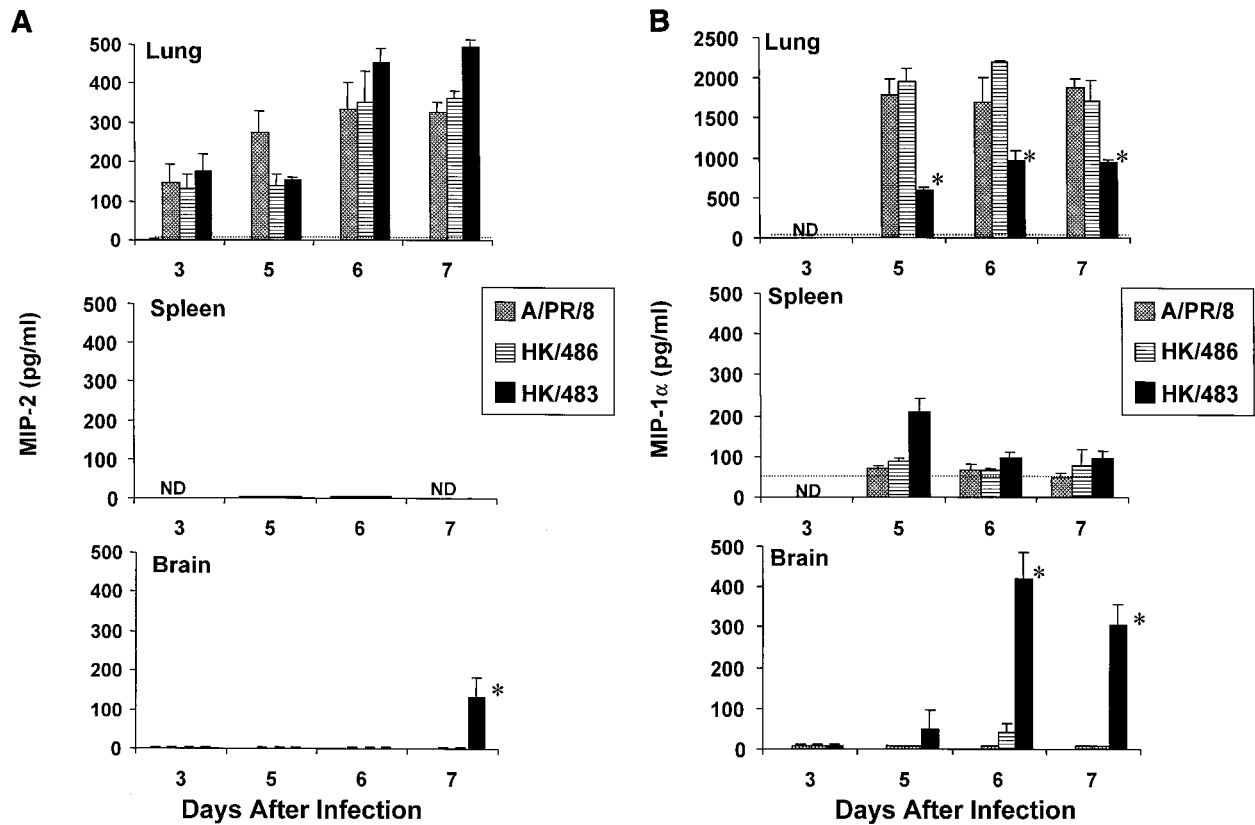 A
Lung
500
400
300
200
100
0
3 5 6 7
Spleen
500
400
300
200
100
0
ND ND
3 5 6 7
A/PR/8
HK/486
HK/483
MIP-2 (pg/ml)
Brain
500
400
300
200
100
0
*
3 5 6 7
Days After Infection
B
Lung
2500
2000
1500
1000
500
0
ND
* * *
3 5 6 7
Spleen
500
400
300
200
100
0
ND
3 5 6 7
A/PR/8
HK/486
HK/483
MIP-1α (pg/ml)
Brain
500
400
300
200
100
0
* *
3 5 6 7
Days After Infection